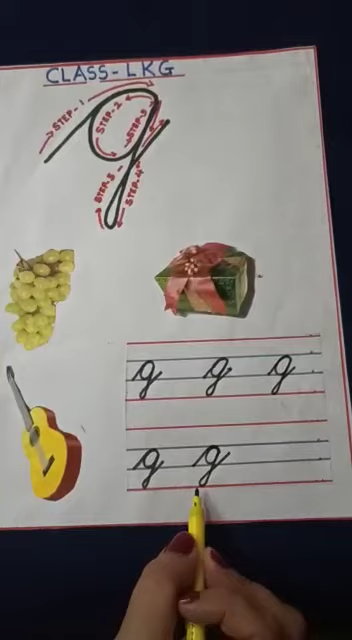 CLASS-LKG
STEP-1
STEP-2
STEP-3
STEP-4
STEP-5
g g g
g g